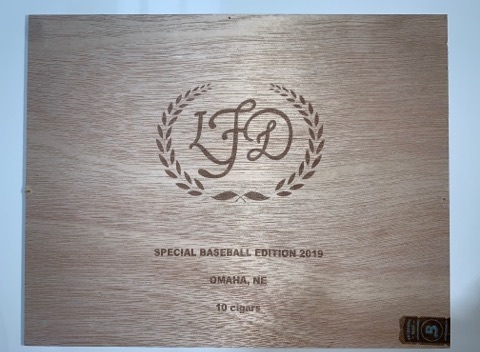 LFD
SPECIAL BASEBALL EDITION 2019
OMAHA, NE
10 cigars